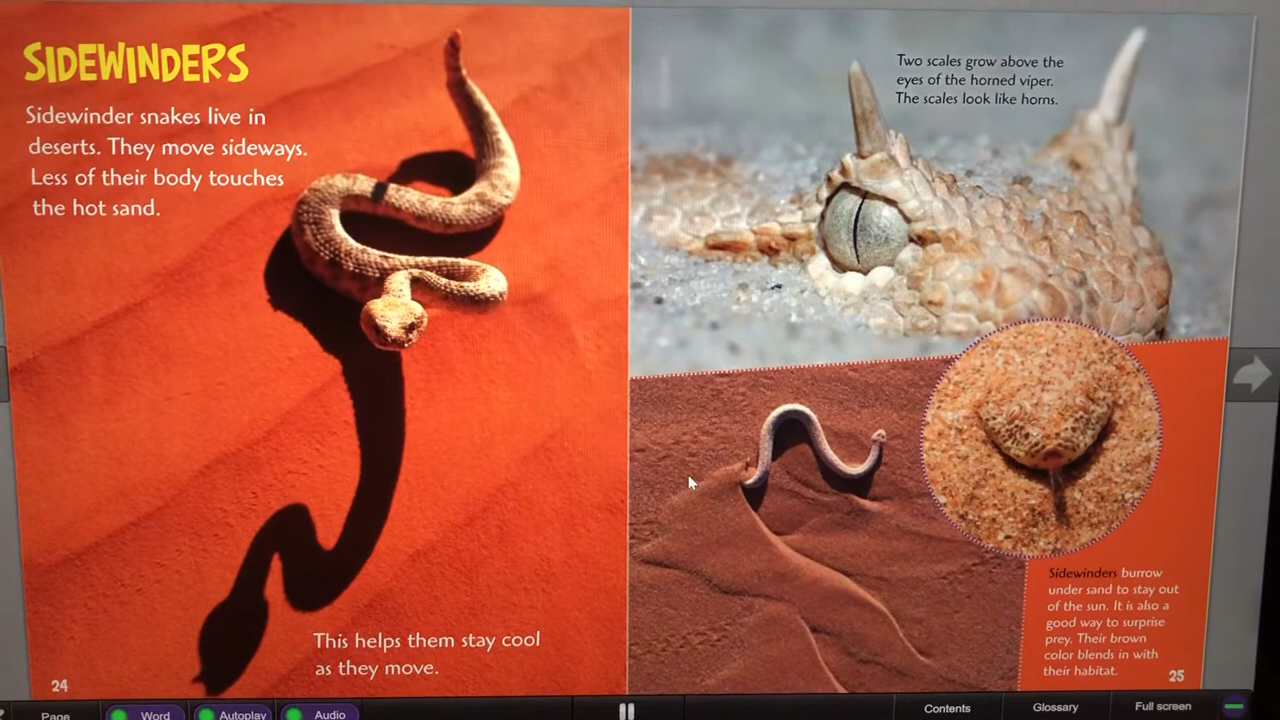 SIDEWINDERS
Sidewinder snakes live in
deserts. They move sideways.
Less of their body touches
the hot sand.
This helps them stay cool
as they move.
24
Two scales grow above the
eyes of the horned viper.
The scales look like horns.
Sidewinders burrow
under sand to stay out
of the sun. It is also a
good way to surprise
prey. Their brown
color blends in with
their habitat.
25
Page
Word
Autoplay
Audio
Contents
Glossary
Full screen